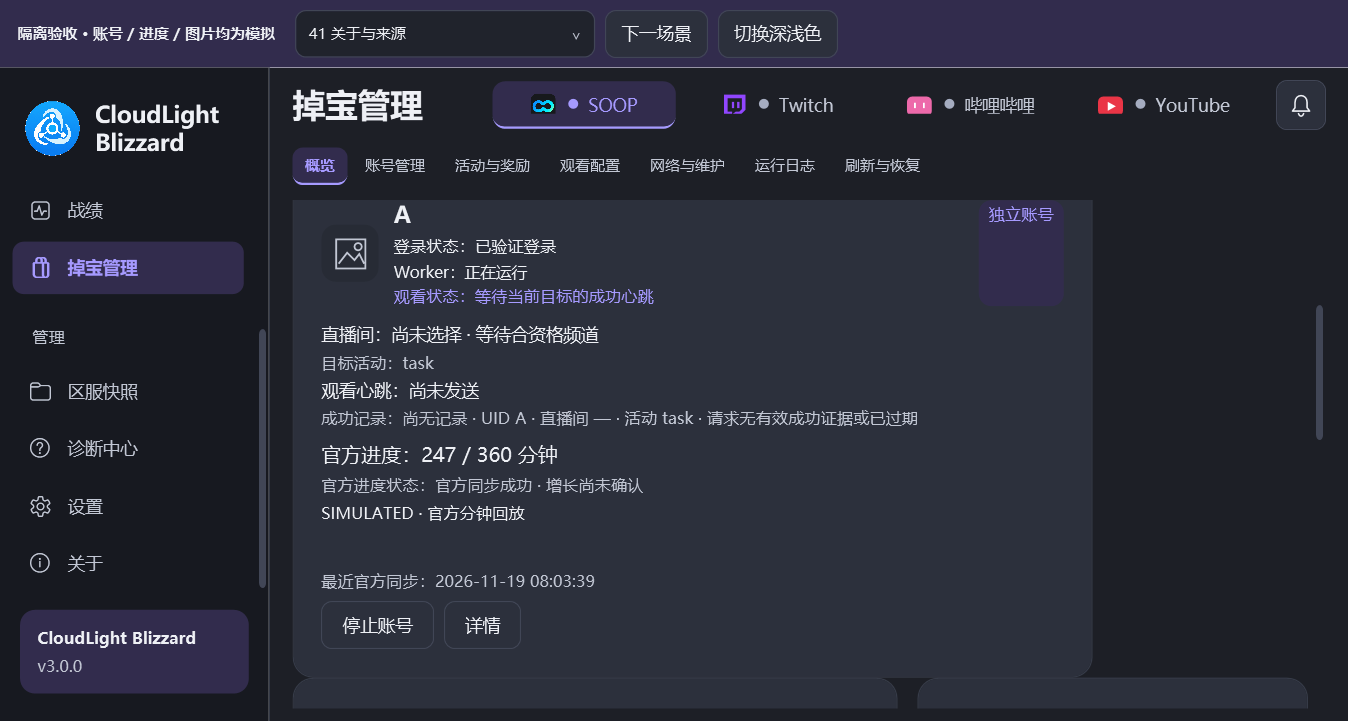 隔离验收 • 账号 / 进度 / 图片均为模拟
41 关于与来源
下一场景
切换深浅色
CloudLight
Blizzard
战绩
掉宝管理
管理
区服快照
诊断中心
设置
关于
CloudLight Blizzard
v3.0.0
掉宝管理
SOOP
Twitch
哔哩哔哩
YouTube
概览
账号管理
活动与奖励
观看配置
网络与维护
运行日志
刷新与恢复
A
独立账号
登录状态：已验证登录
Worker：正在运行
观看状态：等待当前目标的成功心跳
直播间：尚未选择 · 等待合资格频道
目标活动：task
观看心跳：尚未发送
成功记录：尚无记录 · UID A · 直播间 — · 活动 task · 请求无有效成功证据或已过期
官方进度：247 / 360 分钟
官方进度状态：官方同步成功 · 增长尚未确认
SIMULATED · 官方分钟回放
最近官方同步：2026-11-19 08:03:39
停止账号
详情